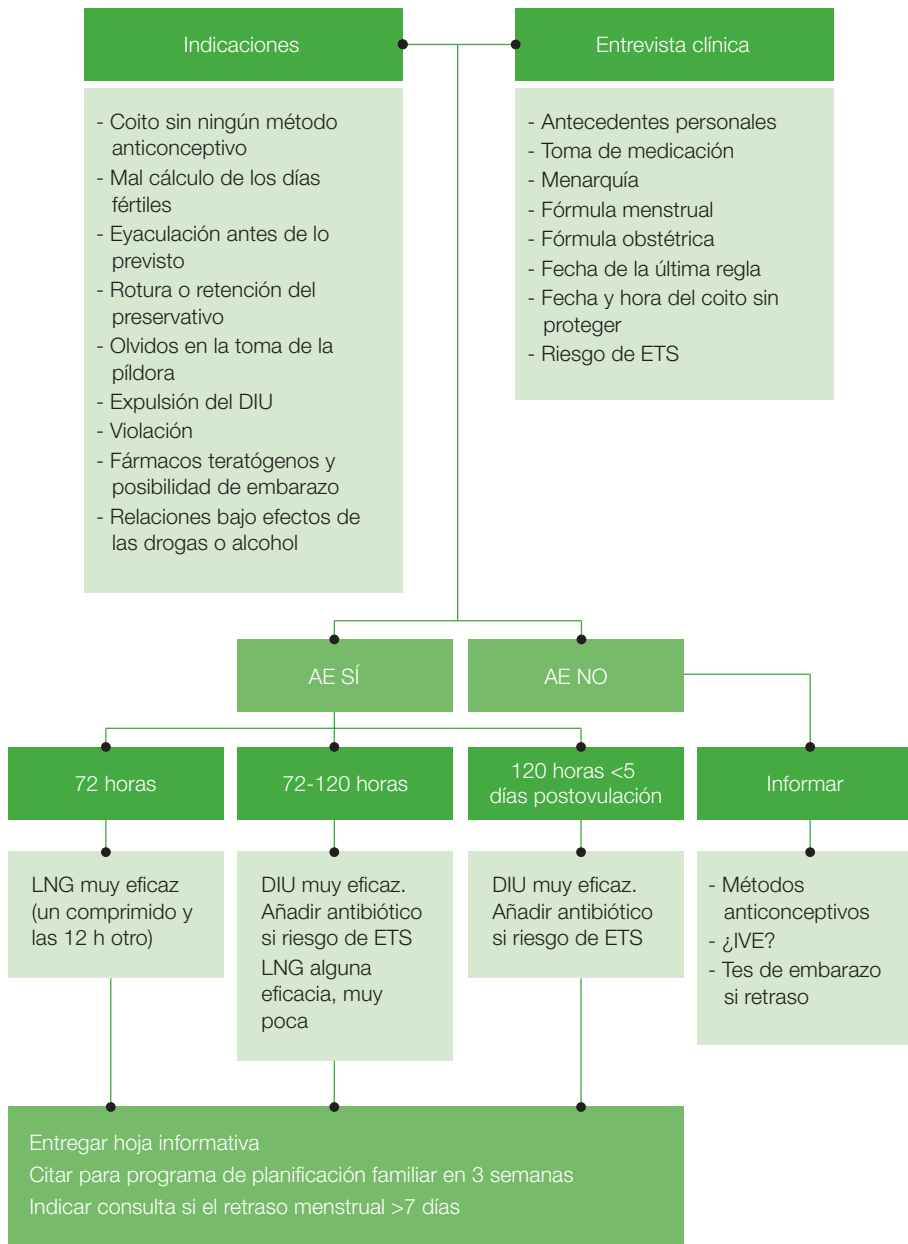 Indicaciones
Entrevista clínica
- Coito sin ningún método
anticonceptivo
- Mal cálculo de los días
fértiles
- Eyaculación antes de lo
previsto
- Rotura o retención del
preservativo
- Olvidos en la toma de la
píldora
- Expulsión del DIU
- Violación
- Fármacos teratógenos y
posibilidad de embarazo
- Relaciones bajo efectos de
las drogas o alcohol
- Antecedentes personales
- Toma de medicación
- Menarquía
- Fórmula menstrual
- Fórmula obstétrica
- Fecha de la última regla
- Fecha y hora del coito sin
proteger
- Riesgo de ETS
AE SÍ
AE NO
72 horas
72-120 horas
120 horas <5
días postovulación
Informar
LNG muy eficaz
(un comprimido y
las 12 h otro)
DIU muy eficaz.
Añadir antibiótico
si riesgo de ETS
LNG alguna
eficacia, muy
poca
DIU muy eficaz.
Añadir antibiótico
si riesgo de ETS
- Métodos
anticonceptivos
- ¿IVE?
- Tes de embarazo
si retraso
Entregar hoja informativa
Citar para programa de planificación familiar en 3 semanas
Indicar consulta si el retraso menstrual >7 días